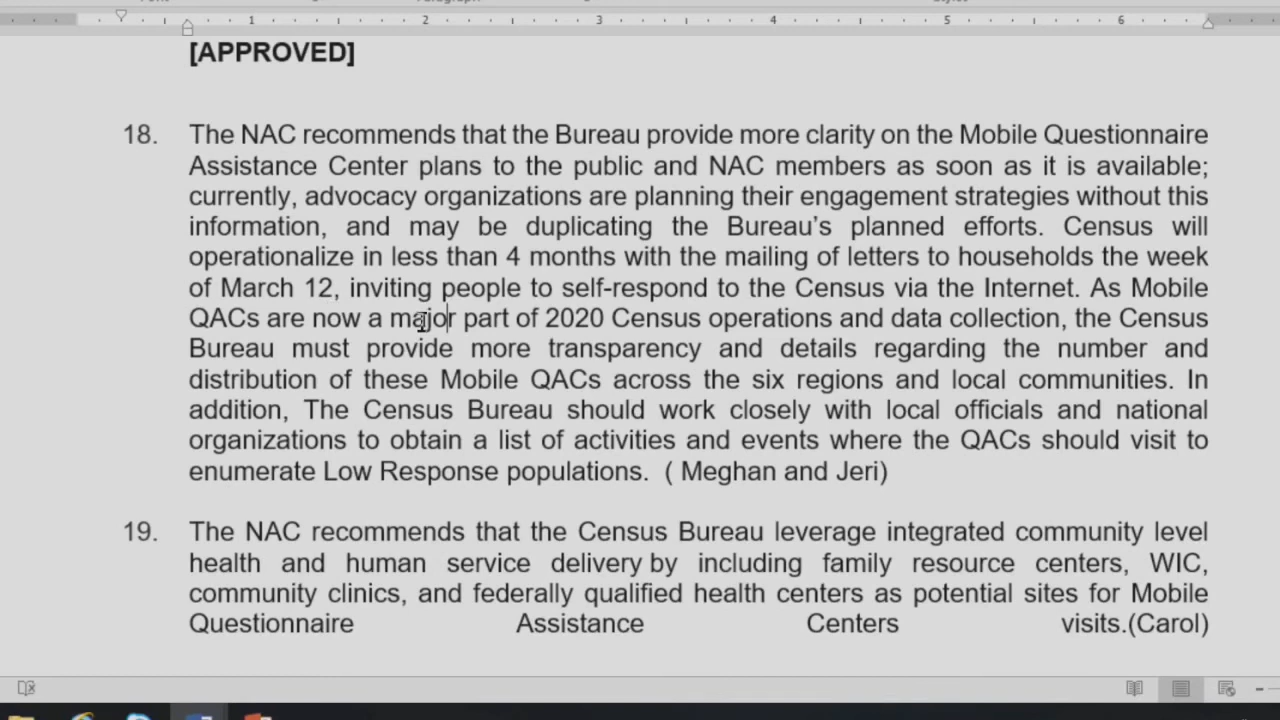 1 2 3 4 5 6
[APPROVED]
18. The NAC recommends that the Bureau provide more clarity on the Mobile Questionnaire
Assistance Center plans to the public and NAC members as soon as it is available;
currently, advocacy organizations are planning their engagement strategies without this
information, and may be duplicating the Bureau's planned efforts. Census will
operationalize in less than 4 months with the mailing of letters to households the week
of March 12, inviting people to self-respond to the Census via the Internet. As Mobile
QACs are now a major part of 2020 Census operations and data collection, the Census
Bureau must provide more transparency and details regarding the number and
distribution of these Mobile QACs across the six regions and local communities. In
addition, The Census Bureau should work closely with local officials and national
organizations to obtain a list of activities and events where the QACs should visit to
enumerate Low Response populations. ( Meghan and Jeri)
19. The NAC recommends that the Census Bureau leverage integrated community level
health and human service delivery by including family resource centers, WIC,
community clinics, and federally qualified health centers as potential sites for Mobile
Questionnaire Assistance Centers visits.(Carol)